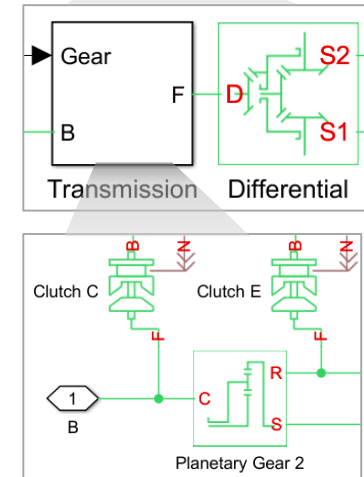 Gear
S2
F
D
B
S1
Transmission
Differential
B
N
B
N
Clutch C
Clutch E
F
F
1
C
R
B
S
Planetary Gear 2